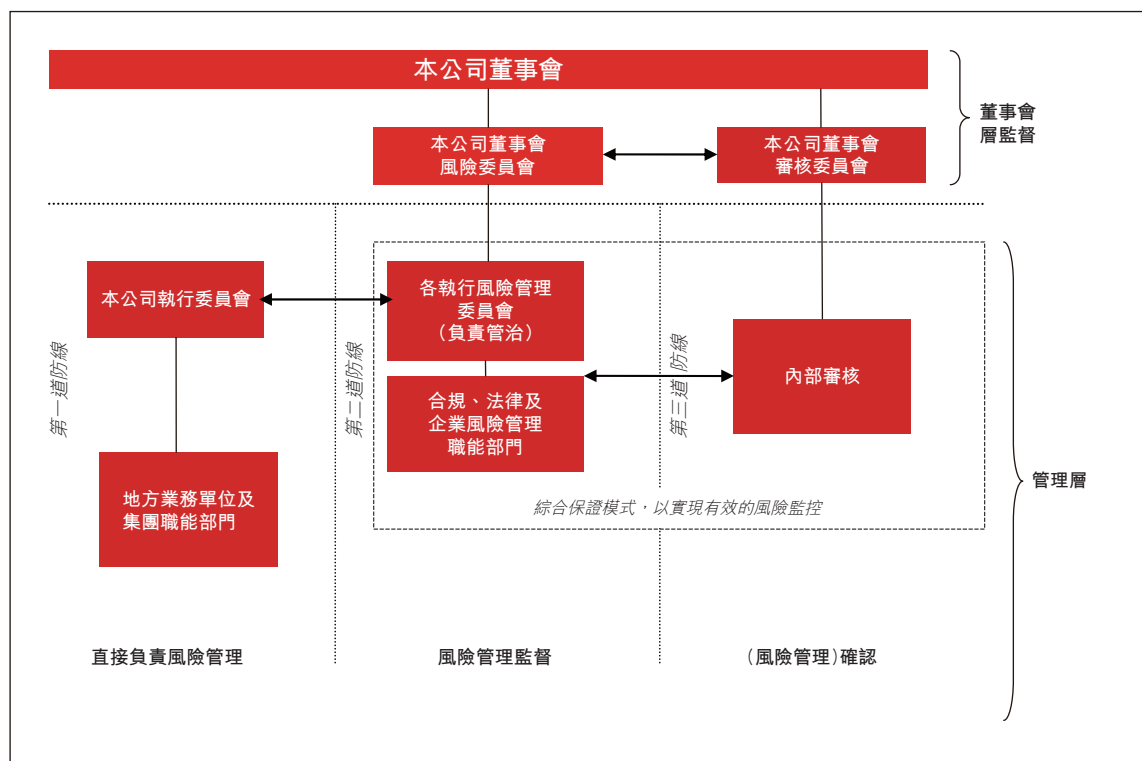 本公司董事會
董事會
層監督
本公司董事會
風險委員會
本公司董事會
審核委員會
第一道防線
本公司執行委員會
地方業務單位及
集團職能部門
第二道防線
各執行風險管理
委員會
（負責管治）
合規、法律及
企業風險管理
職能部門
第三道防線
內部審核
綜合保證模式，以實現有效的風險監控
管理層
直接負責風險管理
風險管理監督
(風險管理)確認